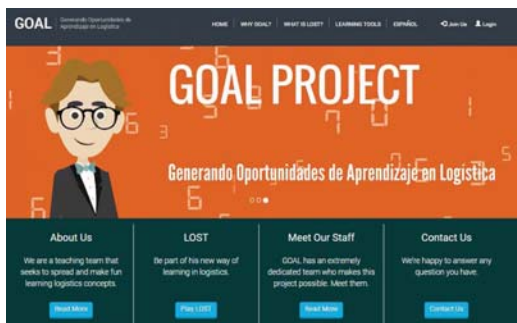 GOAL
Generando Oportunidades de
Aprendizaje en Logística
HOME
WHY GOAL?
WHAT IS LOST?
LEARNING TOOLS
ESPAÑOL
Join Us
Login
GOAL PROJECT
Generando Oportunidades de Aprendizaje en Logística
About Us
We are a teaching team that
seeks to spread and make fun
learning logistics concepts.
Read More
LOST
Be part of his new way of
learning in logistics.
Play LOST
Meet Our Staff
GOAL has an extremely
dedicated team who makes this
project possible. Meet them.
Read More
Contact Us
We're happy to answer any
question you have.
Contact Us